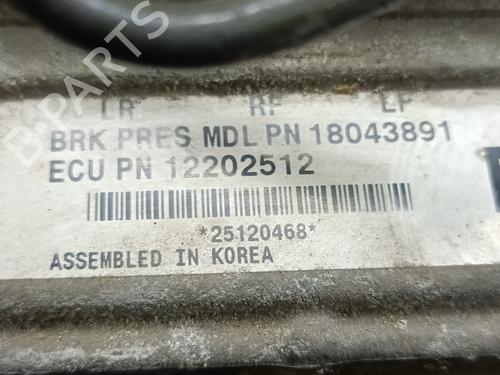 LR RF LF
BRK PRES MDL PN 18043891
ECU PN 12202512
*25120468*
ASSEMBLED IN KOREA
B-PARTS